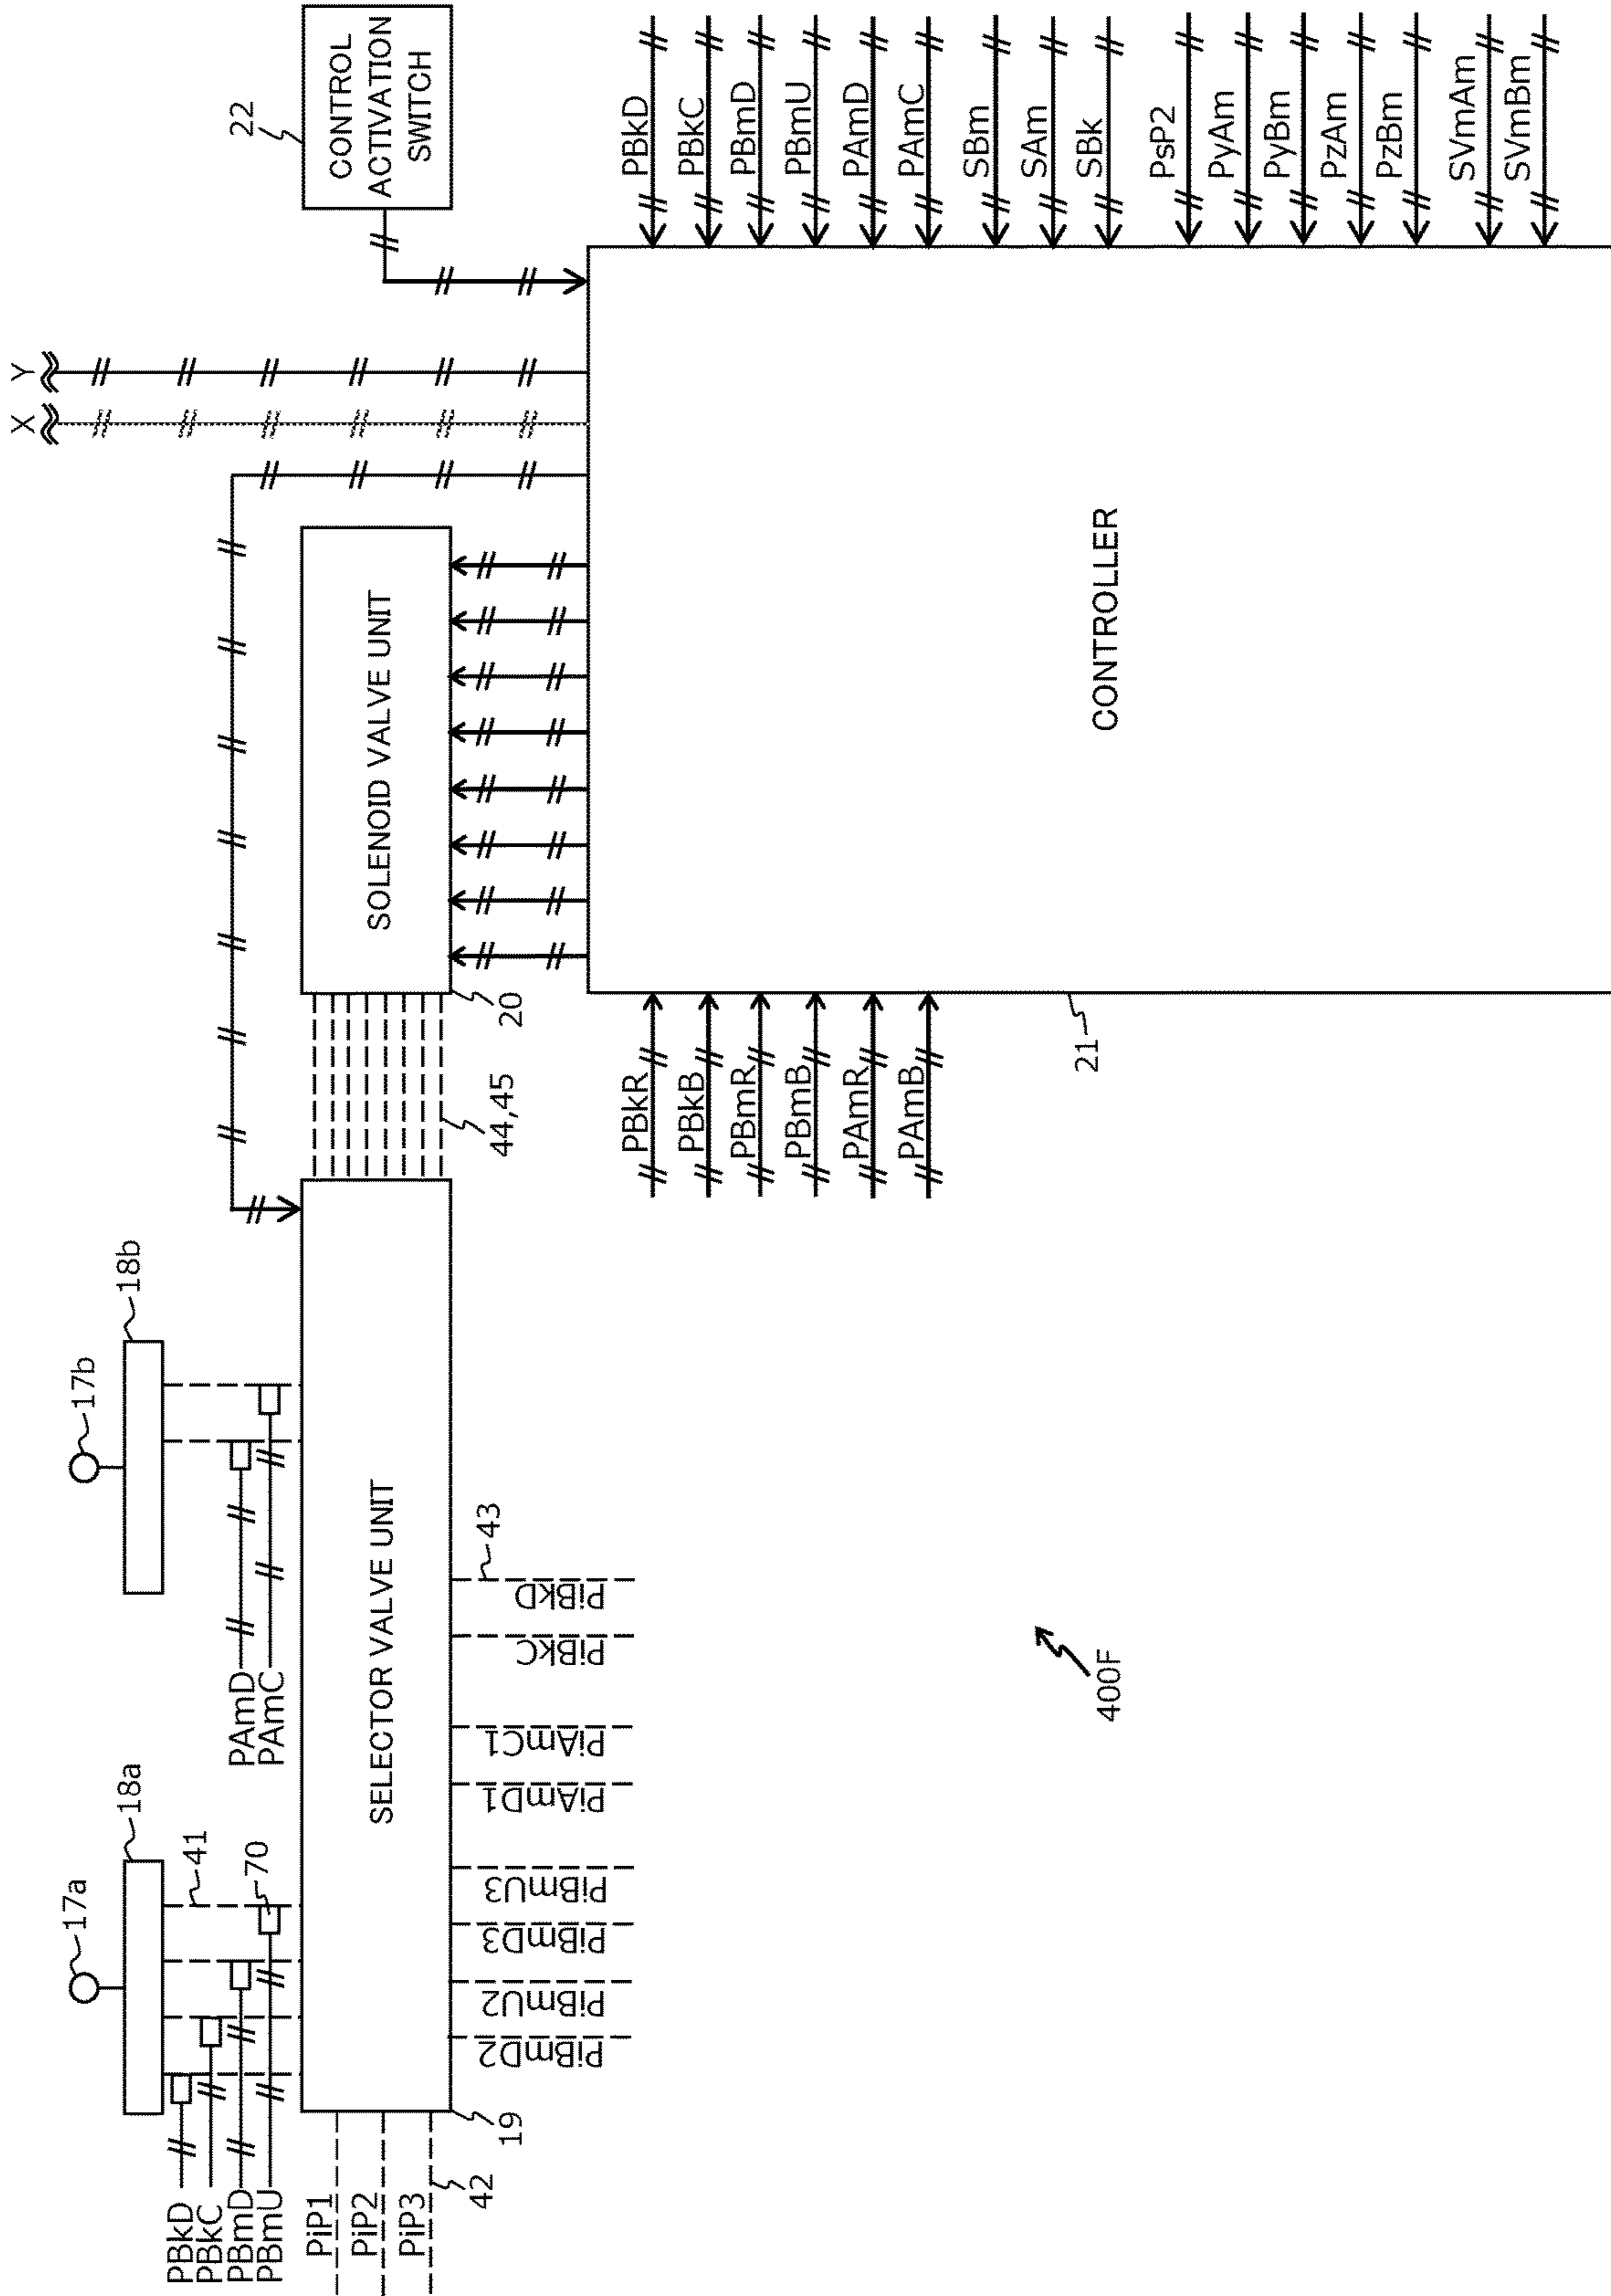 17a
18a
41
70
PBkD
PBkC
PBmD
PBmU
17b
18b
PAmD
PAmC
X
Y
22
CONTROL
ACTIVATION
SWITCH
PiP1
PiP2
PiP3
42
19
SELECTOR VALVE UNIT
44,45
20
SOLENOID VALVE UNIT
PiBmD2
PiBmU2
PiBmD3
PiBmU3
PiAmD1
PiAmC1
PiBkC
PiBkD
43
PBkR
PBkB
PBmR
PBmB
PAmR
PAmB
21
CONTROLLER
PBkD
PBkC
PBmD
PBmU
PAmD
PAmC
SBm
SAm
SBk
PsP2
PyAm
PyBm
PzAm
PzBm
SVmAm
SVmBm
400F